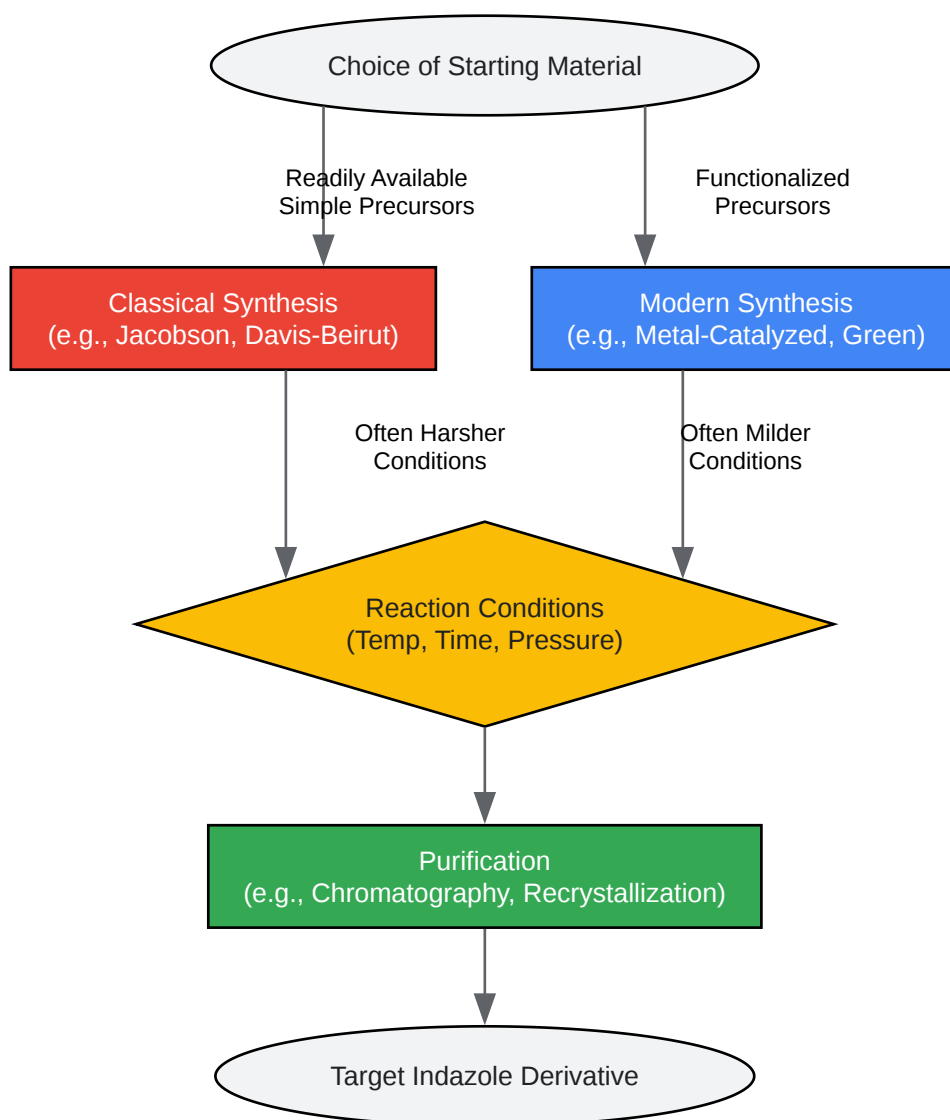 Choice of Starting Material
Readily Available
Simple Precursors
Functionalized
Precursors
Classical Synthesis
(e.g., Jacobson, Davis-Beirut)
Modern Synthesis
(e.g., Metal-Catalyzed, Green)
Often Harsher
Conditions
Often Milder
Conditions
Reaction Conditions
(Temp, Time, Pressure)
Purification
(e.g., Chromatography, Recrystallization)
Target Indazole Derivative